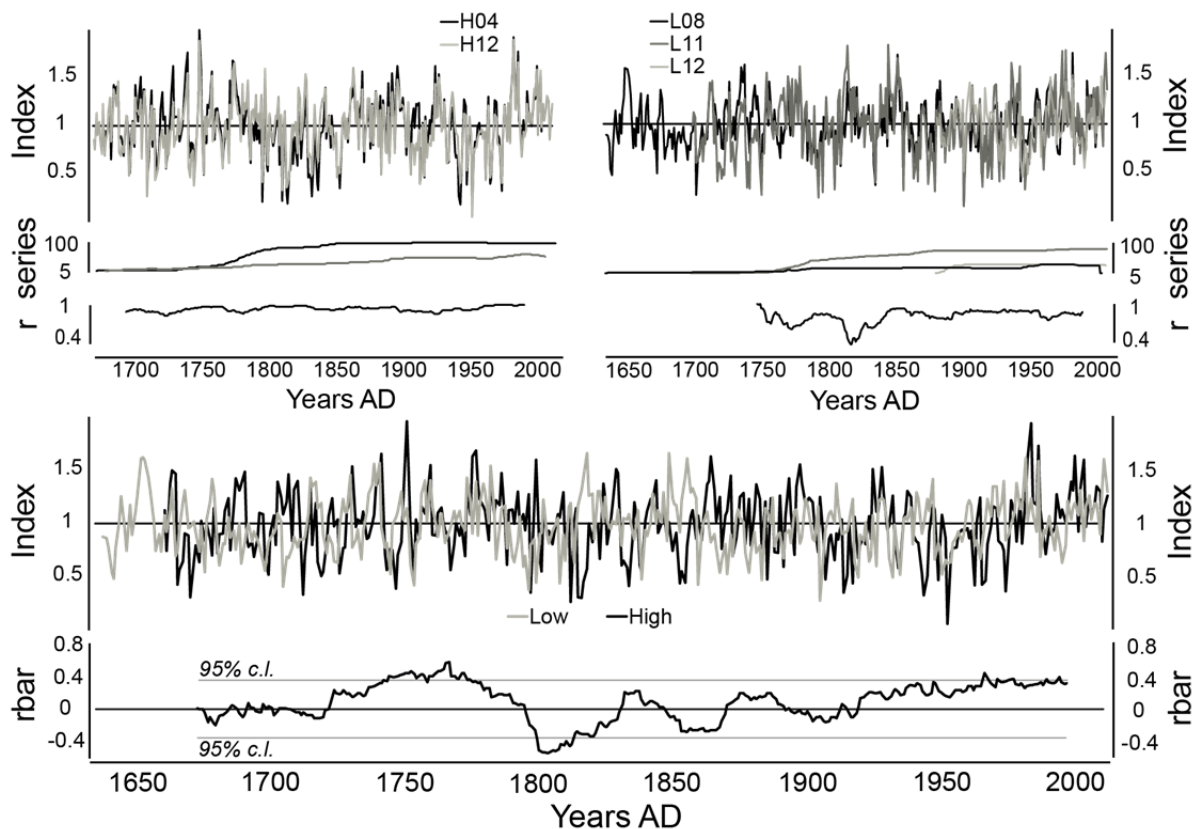 H04
H12
Index
1.5
1
0.5
series
100
5
r
1
0.4
1700 1750 1800 1850 1900 1950 2000
Years AD
L08
L11
L12
1.5
1
0.5
Index
100
5
series
1
0.4
r
1650 1700 1750 1800 1850 1900 1950 2000
Years AD
Index
1.5
1
0.5
Low High
1.5
1
0.5
Index
rbar
0.8
0.4
0
-0.4
95% c.l.
95% c.l.
0.8
0.4
0
-0.4
rbar
1650 1700 1750 1800 1850 1900 1950 2000
Years AD